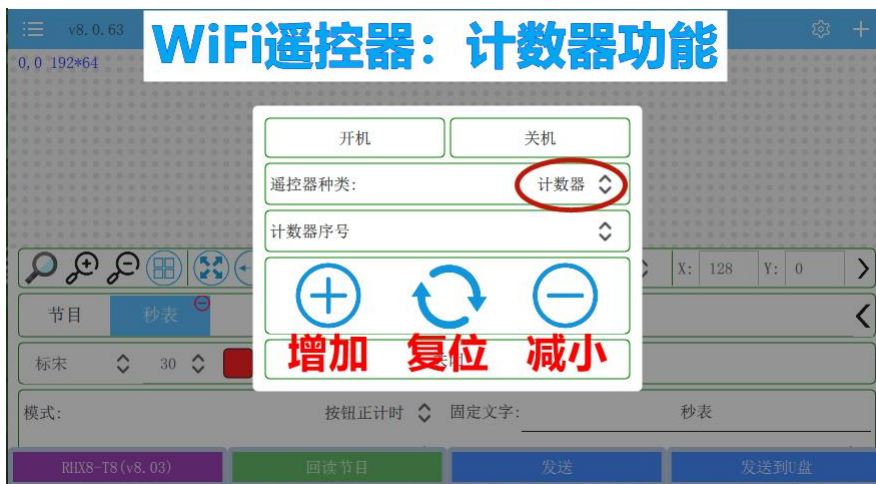 v8.0.63
WiFi遥控器：计数器功能
0,0 192*64
开机 关机
遥控器种类: 计数器
计数器序号
X: 128 Y: 0
节目 秒表
增加 复位 减小
标宋 30
模式: 按钮正计时 固定文字: 秒表
RHX8-T8(v8.03) 回读节目 发送 发送到U盘